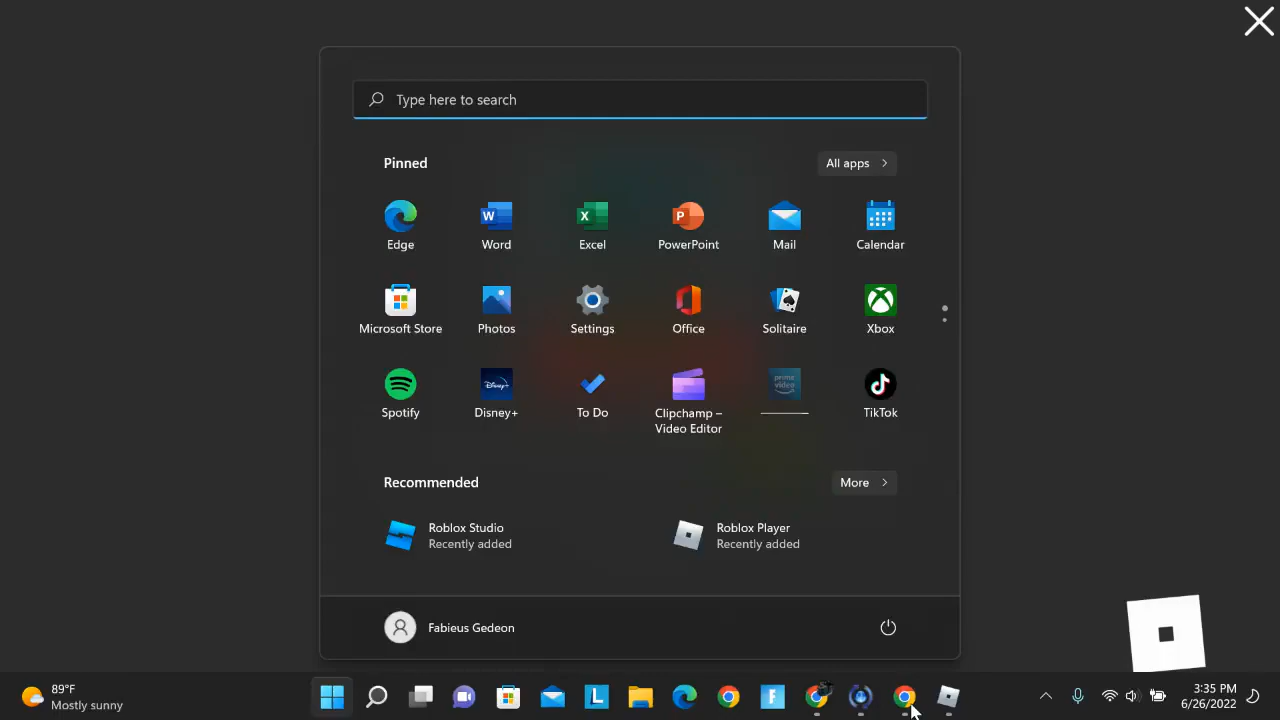 Type here to search
Pinned
All apps
Edge
Word
Excel
PowerPoint
Mail
Calendar
Microsoft Store
Photos
Settings
Office
Solitaire
Xbox
Spotify
Disney+
To Do
Clipchamp –
Video Editor
prime
video
TikTok
Recommended
More
Roblox Studio
Recently added
Roblox Player
Recently added
Fabieus Gedeon
89°F
Mostly sunny
3:35 PM
6/26/2022